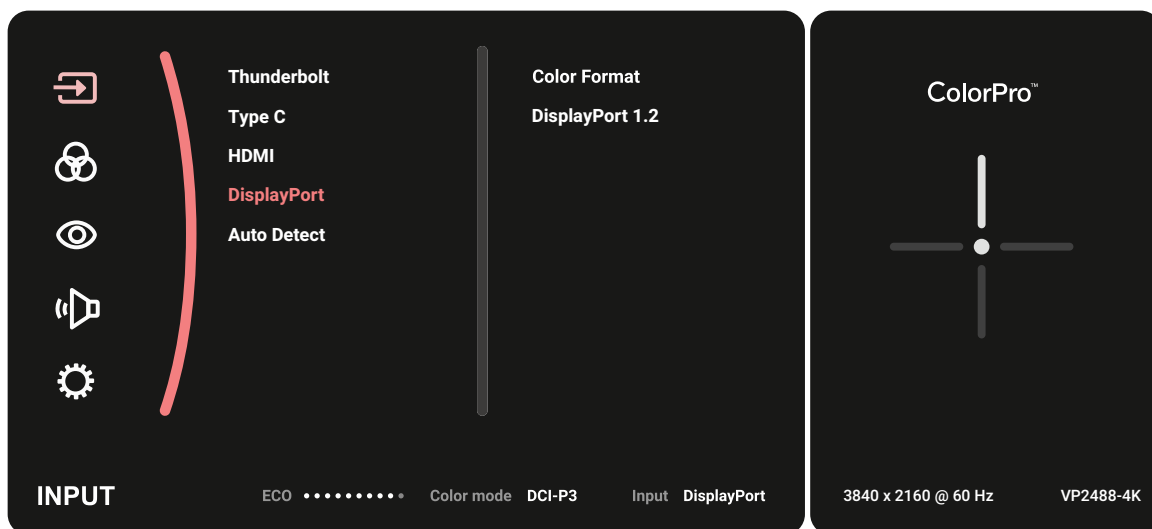 Thunderbolt
Type C
HDMI
DisplayPort
Auto Detect
Color Format
DisplayPort 1.2
INPUT
ECO
Color mode DCI-P3
Input DisplayPort
ColorPro™
3840 x 2160 @ 60 Hz
VP2488-4K